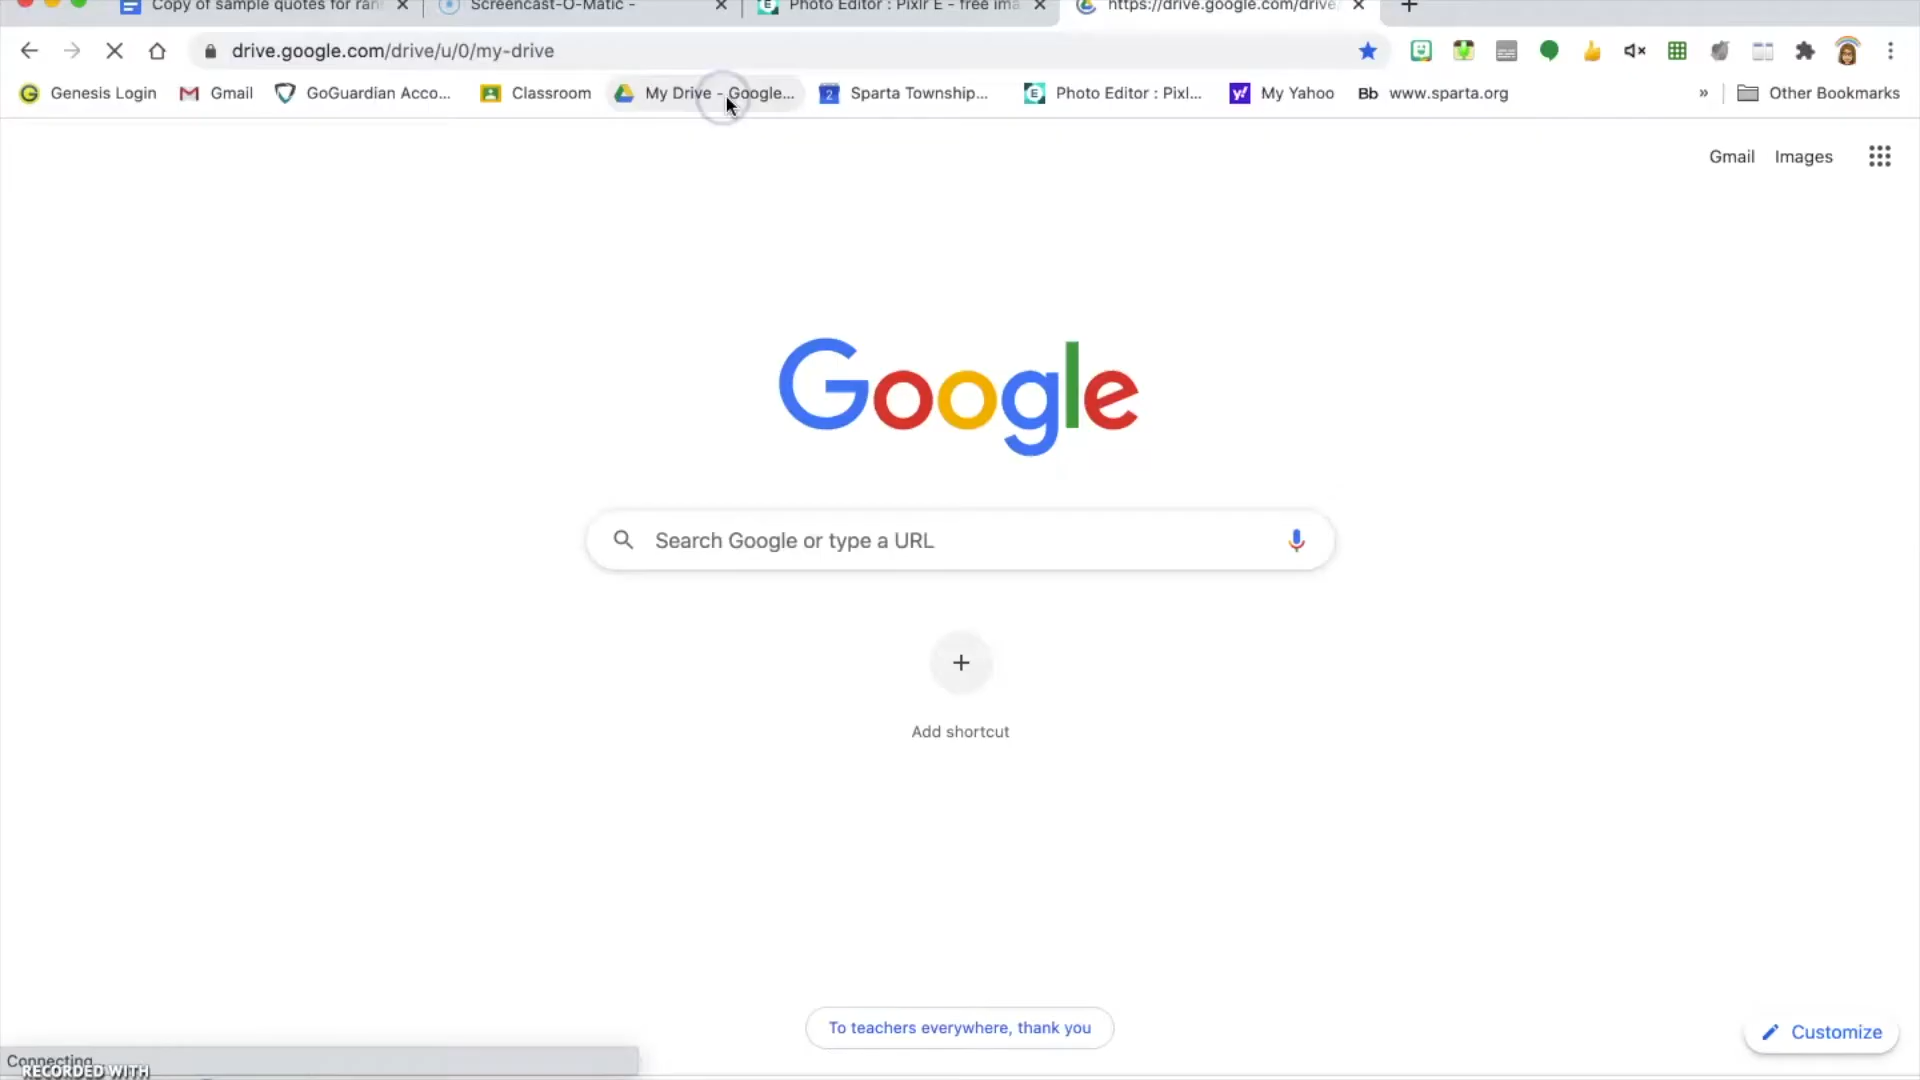 Copy of sample quotes for ran
Screencast-O-Matic -
Photo Editor : Pixlr E - free ima
https://drive.google.com/drive/
drive.google.com/drive/u/0/my-drive
Genesis Login
Gmail
GoGuardian Acco...
Classroom
My Drive - Google...
2
Sparta Township...
E
Photo Editor : Pixl...
y!
My Yahoo
Bb
www.sparta.org
»
Other Bookmarks
Gmail
Images
Google
Search Google or type a URL
Add shortcut
To teachers everywhere, thank you
Customize
Connecting...
RECORDED WITH